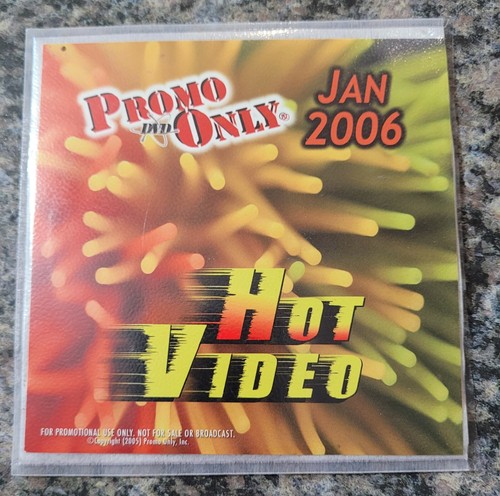 PROMO
DVD ONLY®
JAN
2006
HOT
VIDEO
FOR PROMOTIONAL USE ONLY. NOT FOR SALE OR BROADCAST.
©Copyright (2005) Promo Only, Inc.